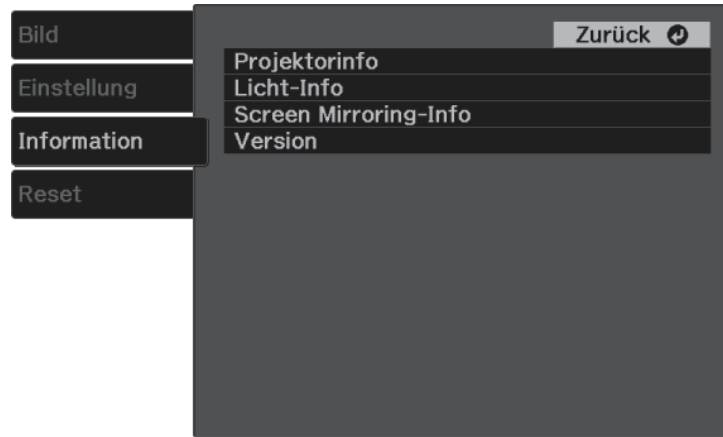 Bild
Einstellung
Information
Reset
Zurück
Projektorinfo
Licht-Info
Screen Mirroring-Info
Version